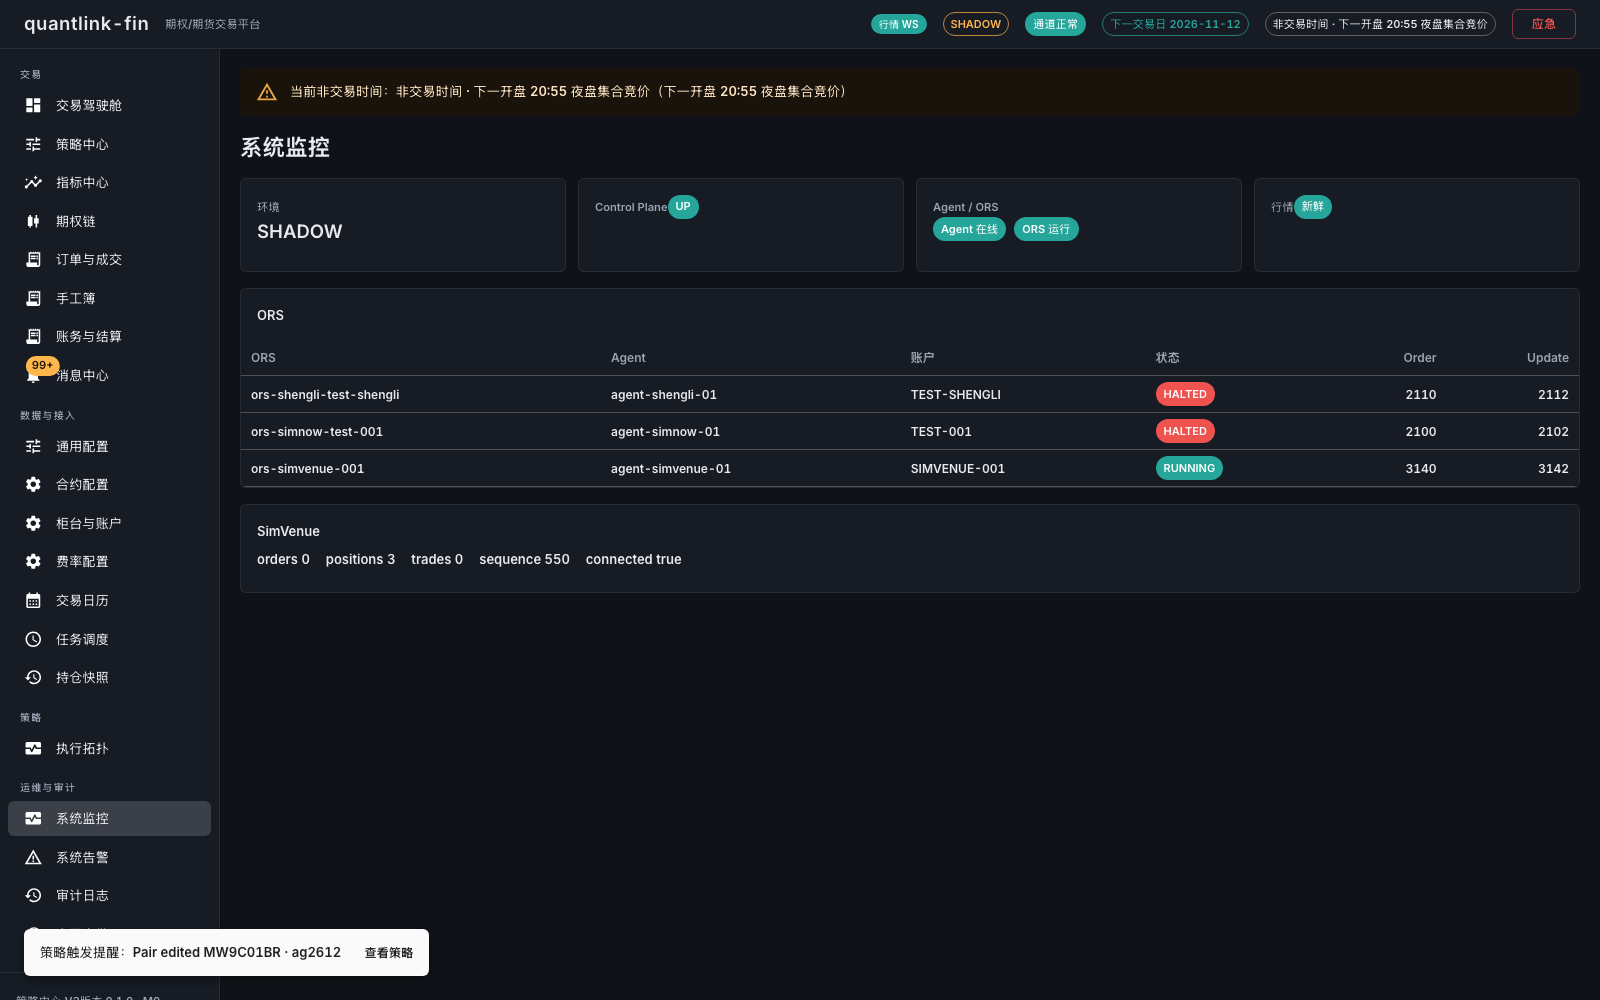 quantlink-fin 期权/期货交易平台 行情 WS SHADOW 通道正常 下一交易日 2026-11-12 非交易时间 · 下一开盘 20:55 夜盘集合竞价 应急
交易
交易驾驶舱
策略中心
指标中心
期权链
订单与成交
手工簿
账务与结算
99+
消息中心
数据与接入
通用配置
合约配置
柜台与账户
费率配置
交易日历
任务调度
持仓快照
策略
执行拓扑
运维与审计
系统监控
系统告警
审计日志
当前非交易时间：非交易时间 · 下一开盘 20:55 夜盘集合竞价（下一开盘 20:55 夜盘集合竞价）
系统监控
环境
SHADOW
Control Plane UP
Agent / ORS
Agent 在线 ORS 运行
行情 新鲜
ORS
ORS Agent 账户 状态 Order Update
ors-shengli-test-shengli agent-shengli-01 TEST-SHENGLI HALTED 2110 2112
ors-simnow-test-001 agent-simnow-01 TEST-001 HALTED 2100 2102
ors-simvenue-001 agent-simvenue-01 SIMVENUE-001 RUNNING 3140 3142
SimVenue
orders 0 positions 3 trades 0 sequence 550 connected true
策略触发提醒：Pair edited MW9C01BR · ag2612 查看策略